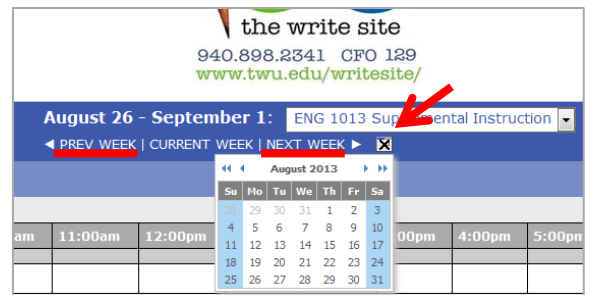 the write site
940.898.2341 CFO 129
www.twu.edu/writesite/
August 26 - September 1: ENG 1013 Supplemental Instruction
PREV WEEK | CURRENT WEEK | NEXT WEEK
August 2013
Su Mo Tu We Th Fr Sa
28 29 30 31 1 2 3
4 5 6 7 8 9 10
11 12 13 14 15 16 17
18 19 20 21 22 23 24
25 26 27 28 29 30 31
am 11:00am 12:00pm :00pm 4:00pm 5:00pm